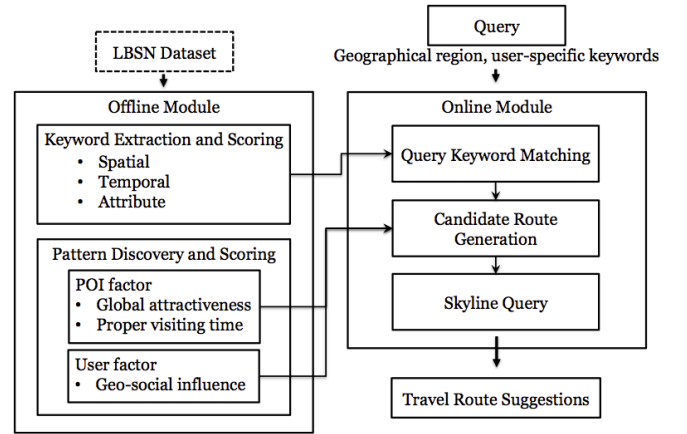 LBSN Dataset
Offline Module
Keyword Extraction and Scoring
• Spatial
• Temporal
• Attribute
Pattern Discovery and Scoring
POI factor
• Global attractiveness
• Proper visiting time
User factor
• Geo-social influence
Query
Geographical region, user-specific keywords
Online Module
Query Keyword Matching
Candidate Route
Generation
Skyline Query
Travel Route Suggestions